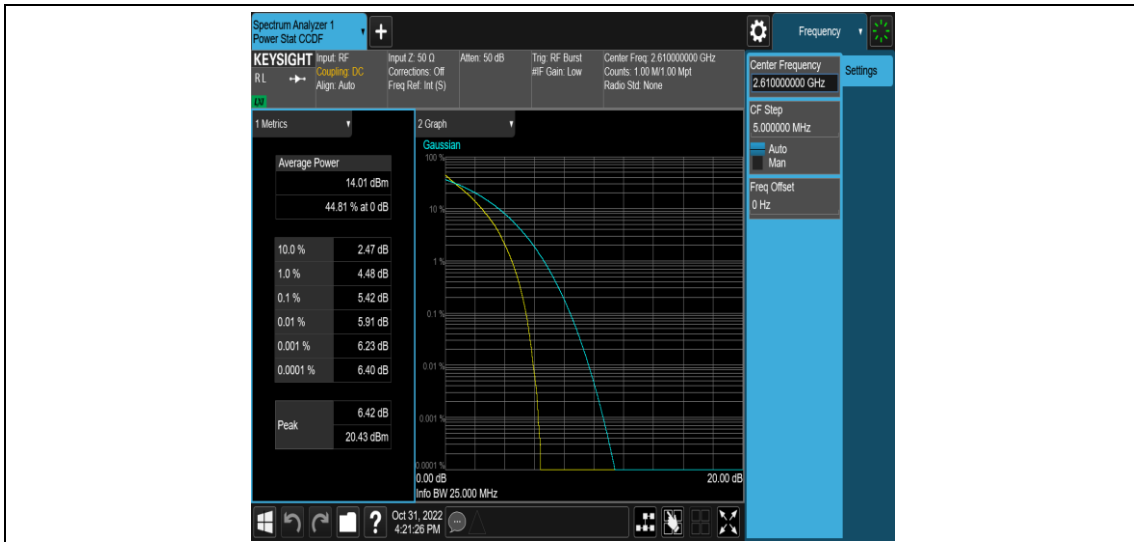 Spectrum Analyzer 1
Power Stat CCDF
Frequency
KEYSIGHT
RL
Input: RF
Coupling: DC
Align: Auto
Input Z: 50 Ω
Corrections: Off
Freq Ref: Int (S)
Atten: 50 dB
Trig: RF Burst
#IF Gain: Low
Center Freq: 2.610000000 GHz
Counts: 1.00 M/1.00 Mpt
Radio Std: None
Center Frequency
2.610000000 GHz
Settings
CF Step
5.000000 MHz
Auto
Man
Freq Offset
0 Hz
1 Metrics
Average Power
14.01 dBm
44.81 % at 0 dB
10.0 % 2.47 dB
1.0 % 4.48 dB
0.1 % 5.42 dB
0.01 % 5.91 dB
0.001 % 6.23 dB
0.0001 % 6.40 dB
Peak
6.42 dB
20.43 dBm
2 Graph
Gaussian
100 %
10 %
1 %
0.1 %
0.01 %
0.001 %
0.0001 %
0.00 dB 20.00 dB
Info BW 25.000 MHz
Oct 31, 2022
4:21:26 PM